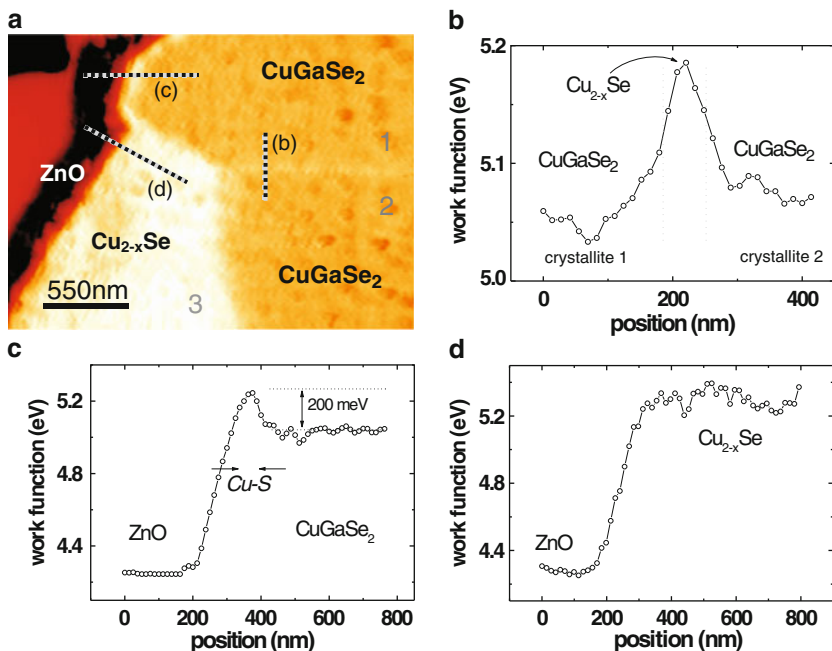 a
CuGaSe₂
(c)
(b)
1
ZnO
(d)
2
Cu₂₋ₓSe
CuGaSe₂
550nm
3
b
5.2
Cu₂₋ₓSe
CuGaSe₂
CuGaSe₂
5.1
work function (eV)
crystallite 1
crystallite 2
5.0
0
200
400
position (nm)
c
5.2
200 meV
work function (eV)
4.8
Cu-S
ZnO
CuGaSe₂
4.4
0
200
400
600
800
position (nm)
d
5.2
Cu₂₋ₓSe
work function (eV)
4.8
ZnO
4.4
0
200
400
600
800
position (nm)